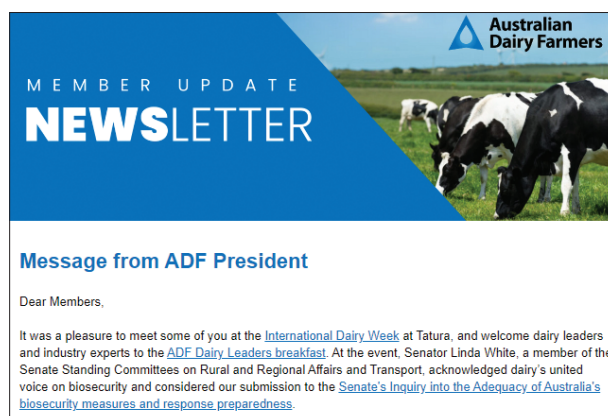 Australian
Dairy Farmers
MEMBER UPDATE
NEWSLETTER
Message from ADF President
Dear Members,
It was a pleasure to meet some of you at the International Dairy Week at Tatura, and welcome dairy leaders
and industry experts to the ADF Dairy Leaders breakfast. At the event, Senator Linda White, a member of the
Senate Standing Committees on Rural and Regional Affairs and Transport, acknowledged dairy's united
voice on biosecurity and considered our submission to the Senate's Inquiry into the Adequacy of Australia's
biosecurity measures and response preparedness.